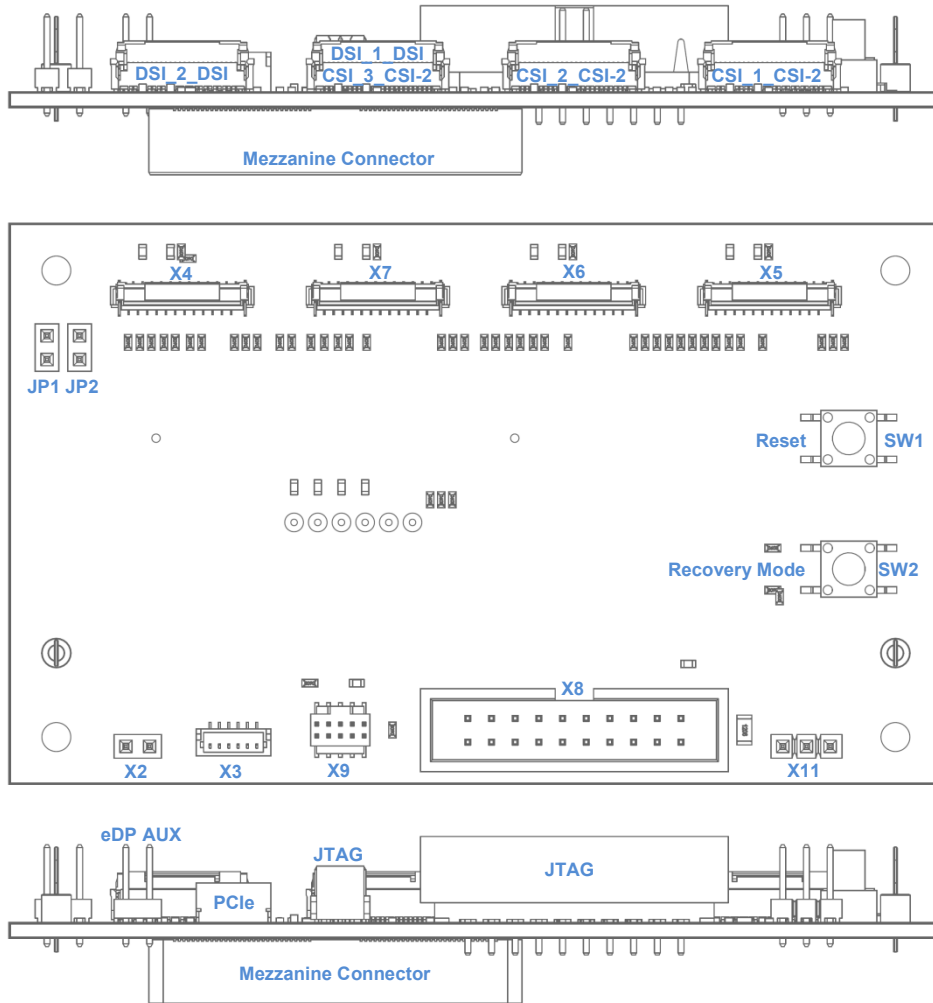 DSI_2_DSI
DSI_1_DSI
CSI_3_CSI-2
CSI_2_CSI-2
CSI_1_CSI-2
Mezzanine Connector
X4
X7
X6
X5
JP1
JP2
Reset
SW1
Recovery Mode
SW2
X8
X2
X3
X9
X11
eDP AUX
JTAG
JTAG
PCIe
Mezzanine Connector